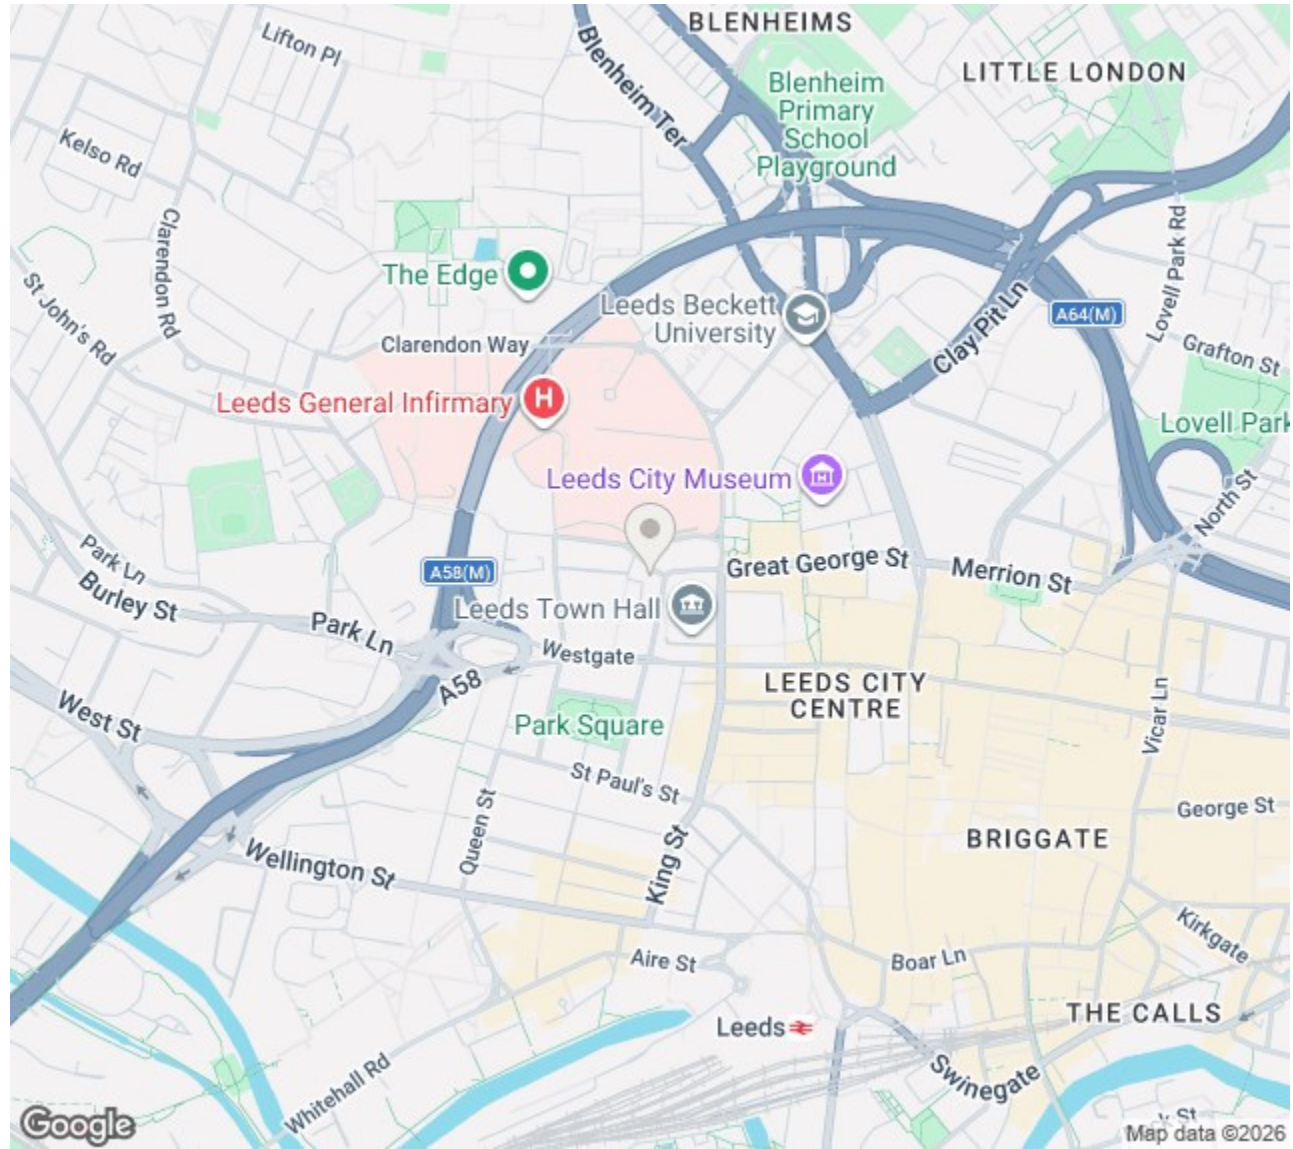 BLENHEIMS
Lifton Pl
Blenheim Ter
LITTLE LONDON
Blenheim
Primary
School
Playground
Kelso Rd
Clarendon Rd
Lovell Park Rd
The Edge
St John's Rd
Leeds Beckett
University
Clay Pit Ln
A64(M)
Clarendon Way
Grafton St
Leeds General Infirmary
H
Lovell Park
Leeds City Museum
North St
Park Ln
Burley St
A58(M)
Great George St
Merrion St
Leeds Town Hall
Park Ln
Westgate
A58
LEEDS CITY
CENTRE
West St
Park Square
Vicar Ln
St Paul's St
Queen St
George St
BRIGGATE
King St
Wellington St
Kirkgate
Aire St
Boar Ln
THE CALLS
Leeds
Swinegate
Whitehall Rd
Google
Map data ©2026